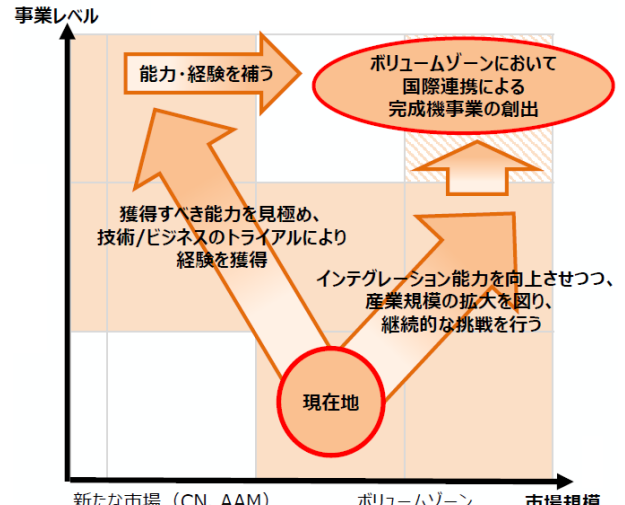 事業レベル
能力・経験を補う
ボリュームゾーンにおいて
国際連携による
完成機事業の創出
獲得すべき能力を見極め、
技術/ビジネスのトライアルにより
経験を獲得
インテグレーション能力を向上させつつ、
産業規模の拡大を図り、
継続的な挑戦を行う
現在地
新たな市場（CN、AAM）
ボリュームゾーン
市場規模